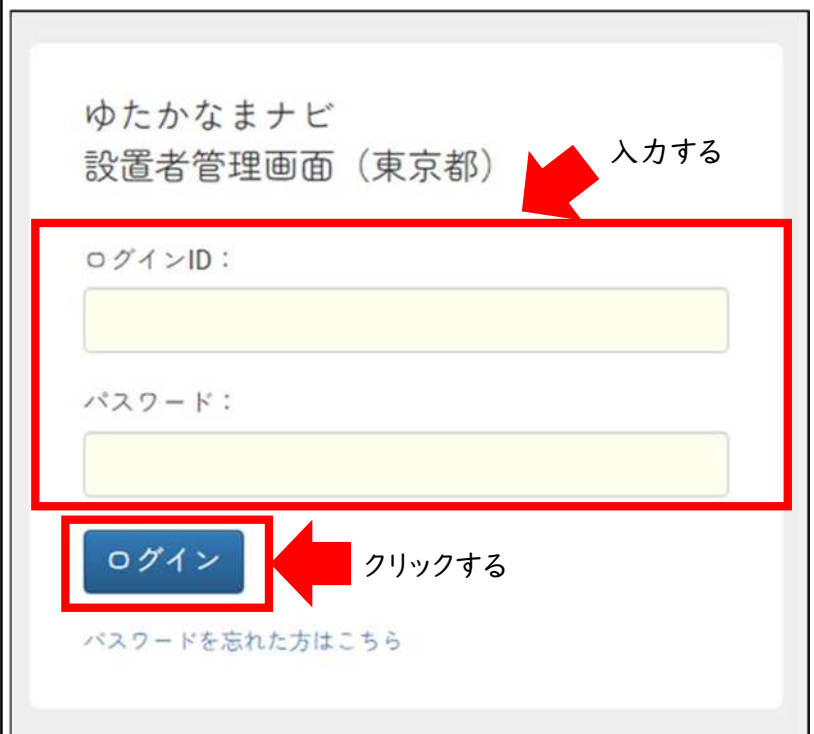 ゆたかなまナビ
設置者管理画面（東京都）
入力する
ログインID：
パスワード：
ログイン
クリックする
パスワードを忘れた方はこちら